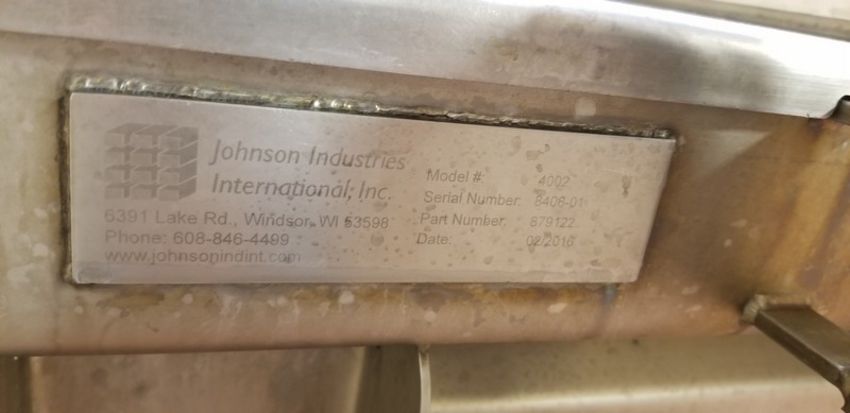 Johnson Industries
International, Inc.
6391 Lake Rd., Windsor, WI 53598
Phone: 608-846-4499
www.johnsonindint.com
Model #: 4002
Serial Number: 8408-01
Part Number: 879122
Date: 02/2016